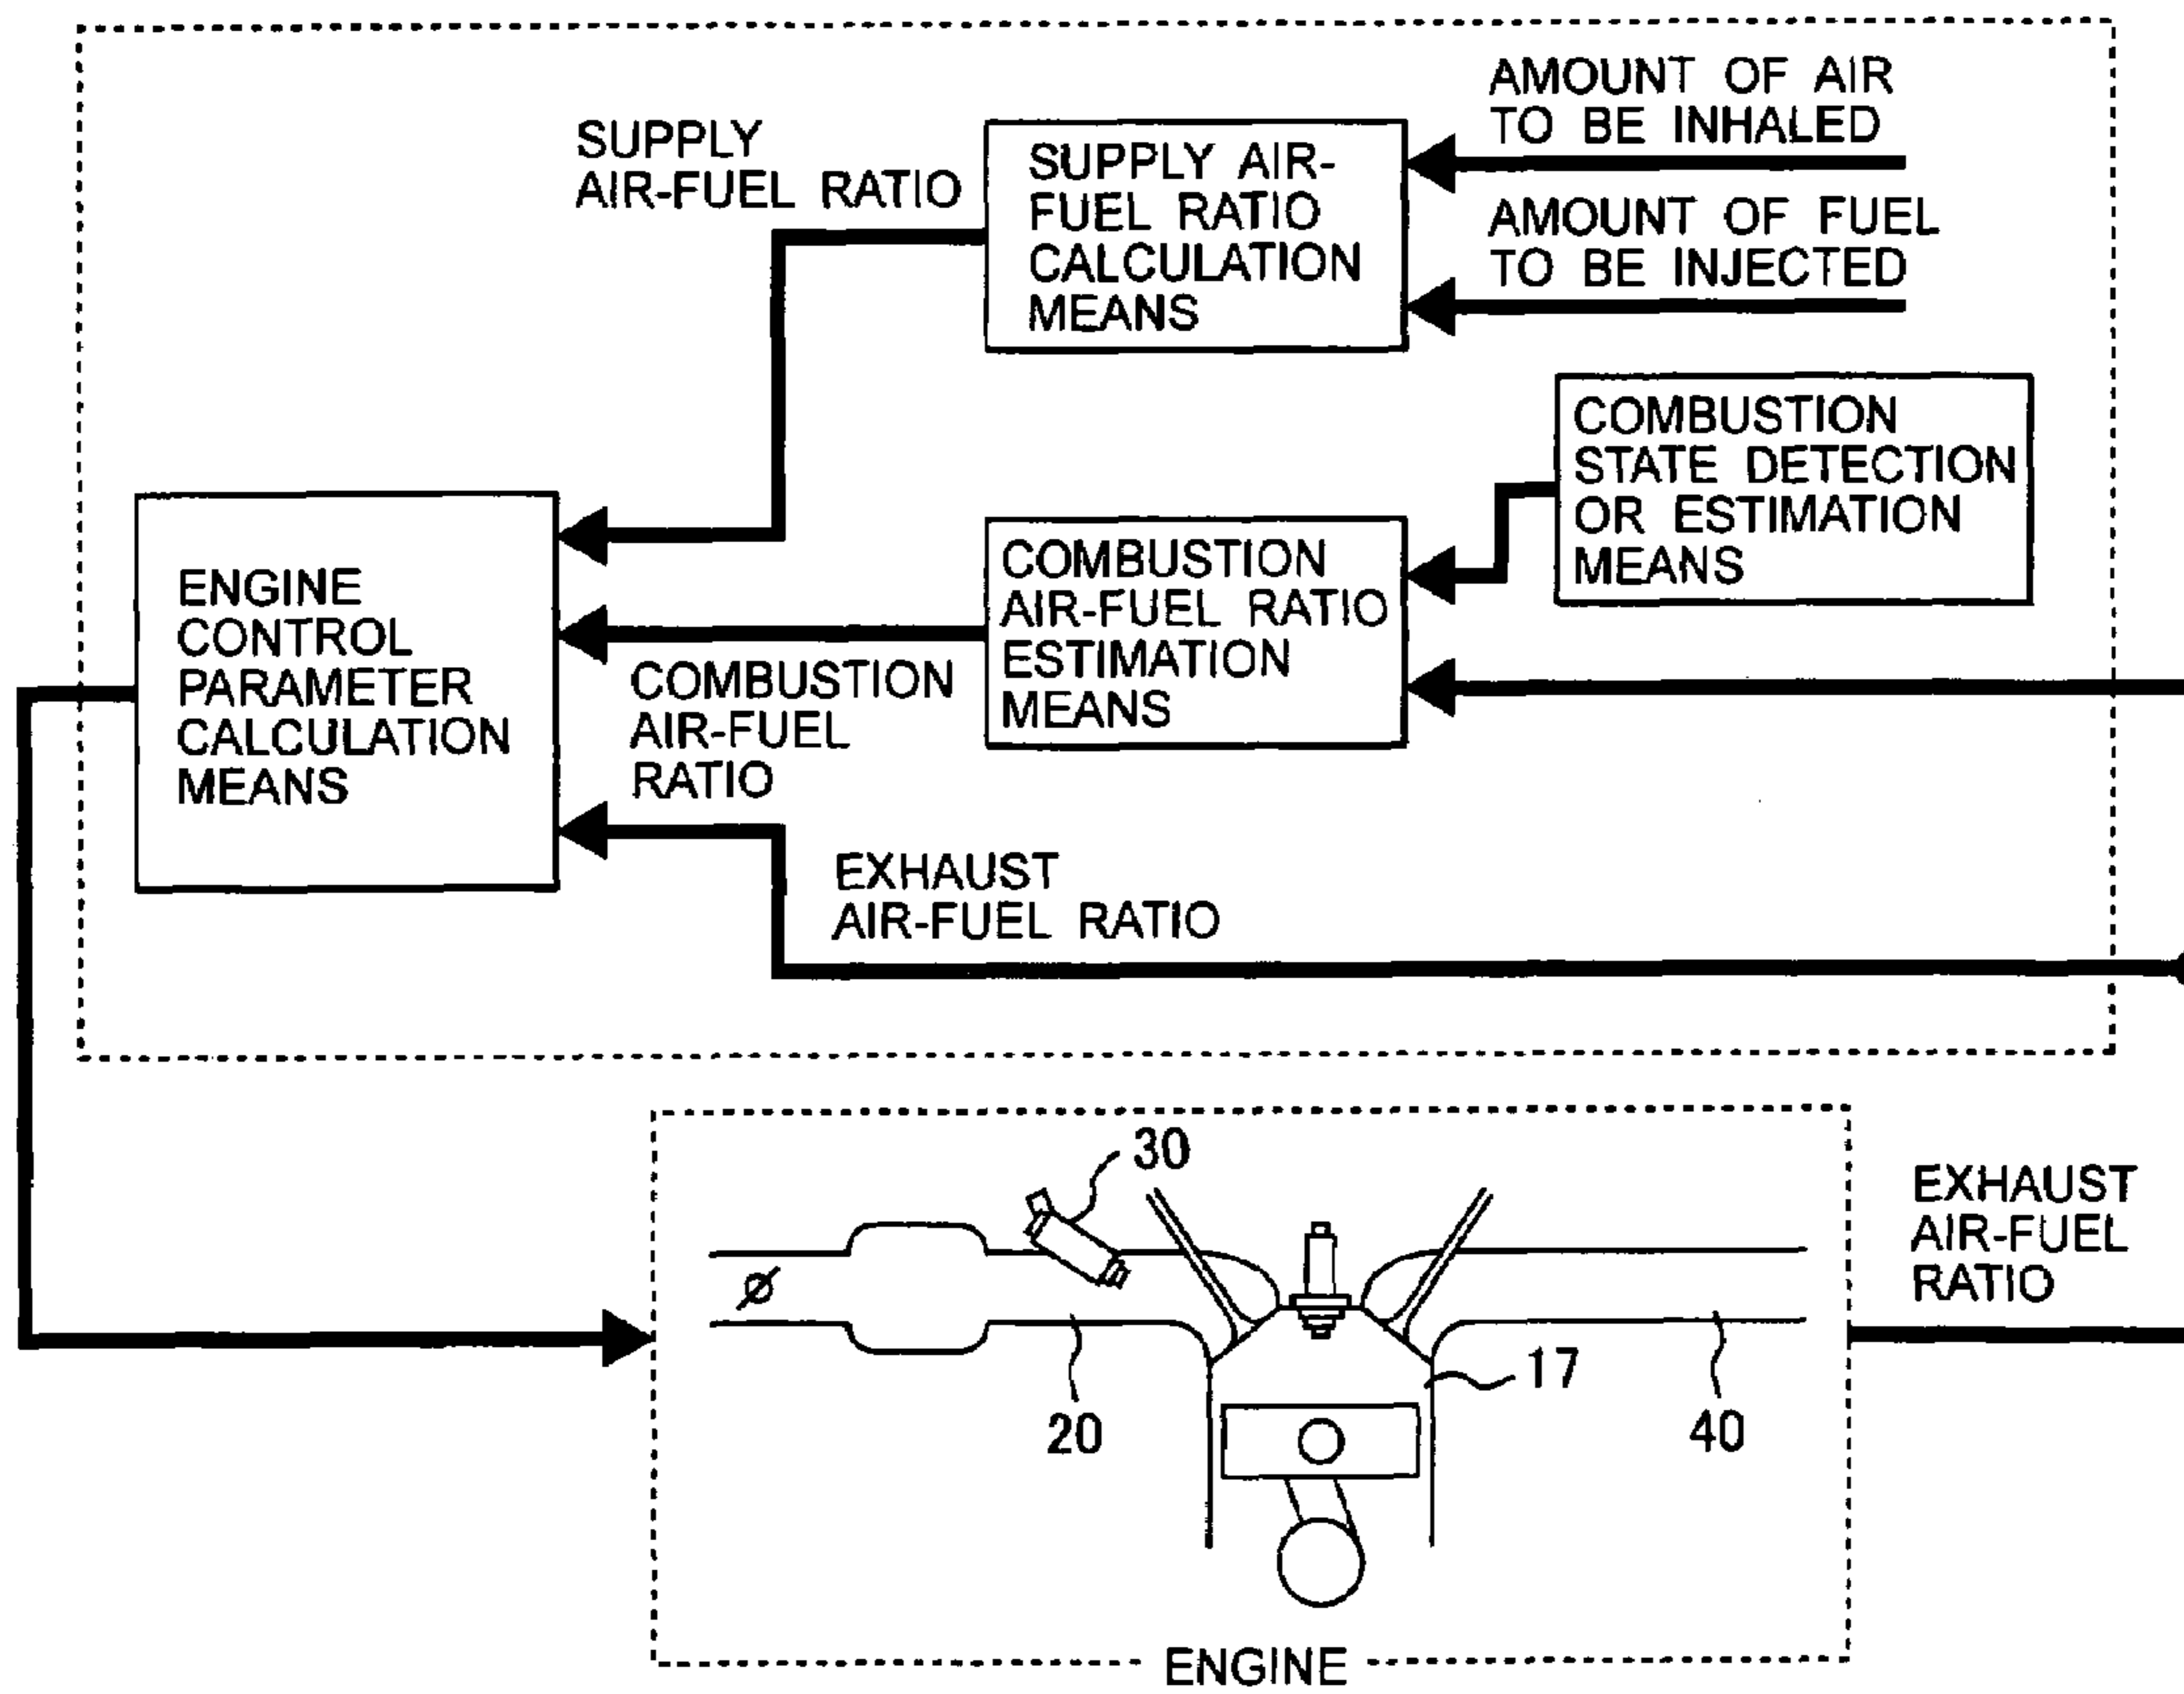 AMOUNT OF AIR
TO BE INHALED
SUPPLY
AIR-FUEL RATIO
SUPPLY AIR-
FUEL RATIO
CALCULATION
MEANS
AMOUNT OF FUEL
TO BE INJECTED
COMBUSTION
STATE DETECTION
OR ESTIMATION
MEANS
COMBUSTION
AIR-FUEL RATIO
ESTIMATION
MEANS
ENGINE
CONTROL
PARAMETER
CALCULATION
MEANS
COMBUSTION
AIR-FUEL
RATIO
EXHAUST
AIR-FUEL RATIO
30
EXHAUST
AIR-FUEL
RATIO
17
20
40
ENGINE